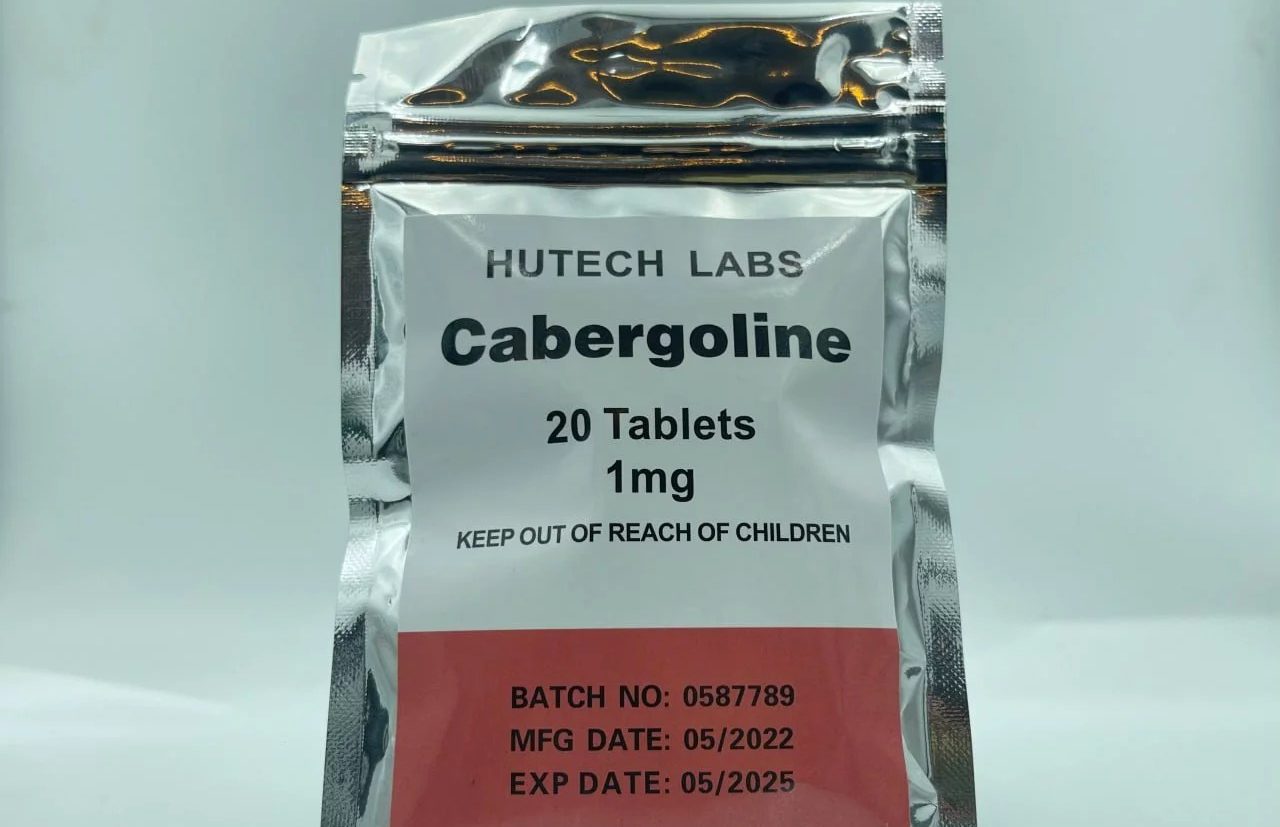 HUTECH LABS
Cabergoline
20 Tablets
1mg
KEEP OUT OF REACH OF CHILDREN
BATCH NO: 0587789
MFG DATE: 05/2022
EXP DATE: 05/2025